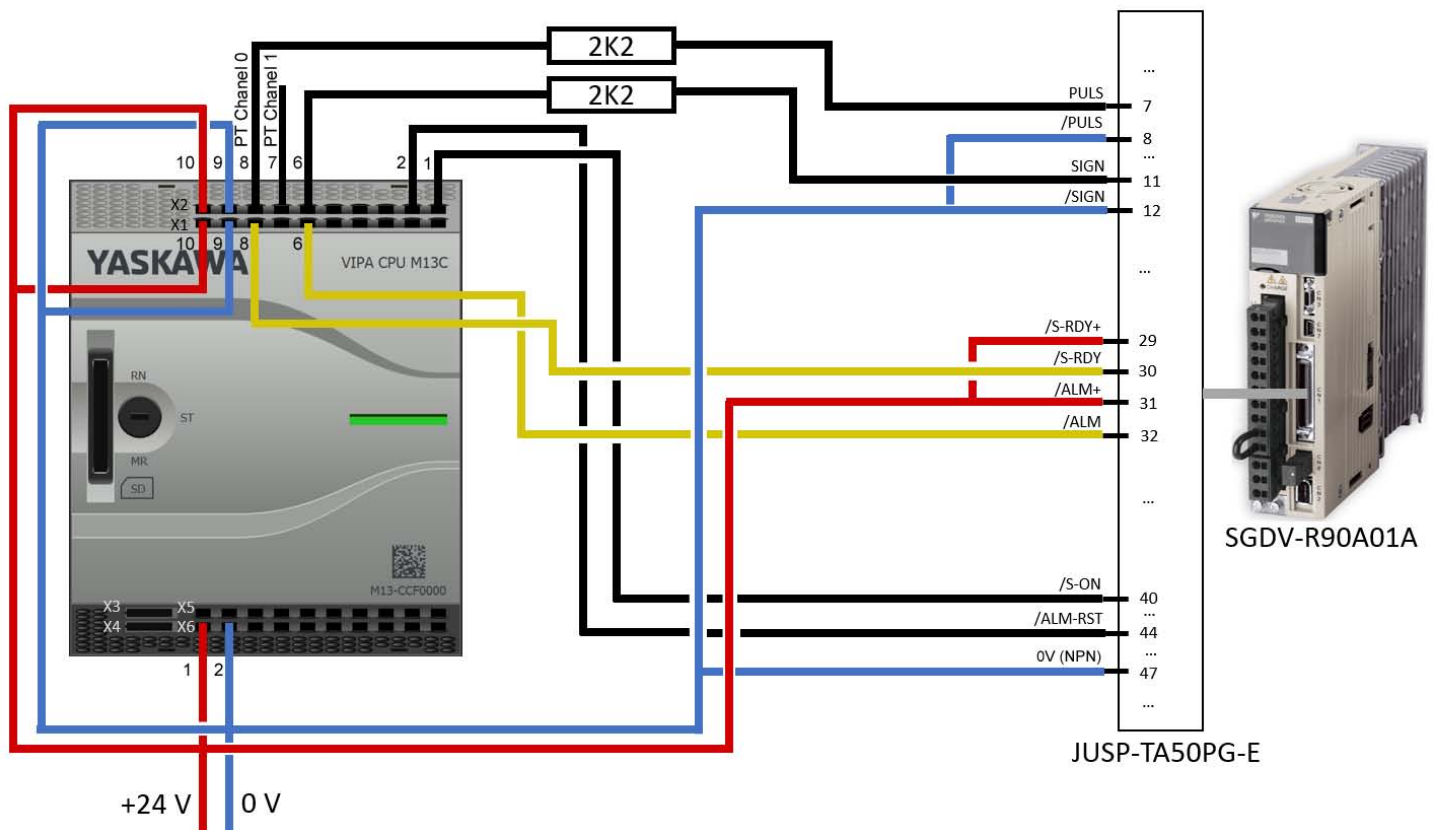 2K2
2K2
PT Channel 0
PT Channel 1
10
9
8
7
6
2
1
X2
X1
10
9
8
6
YASKAWA
VIPA CPU M13C
RN
ST
MR
SD
M13-CCF0000
X3
X5
X4
X6
1
2
+24 V
0 V
...
PULS
7
/PULS
8
...
SIGN
11
/SIGN
12
...
/S-RDY+
29
/S-RDY
30
/ALM+
31
/ALM
32
...
/S-ON
40
...
/ALM-RST
44
...
0V (NPN)
47
...
JUSP-TA50PG-E
CHARGE
SGDV-R90A01A